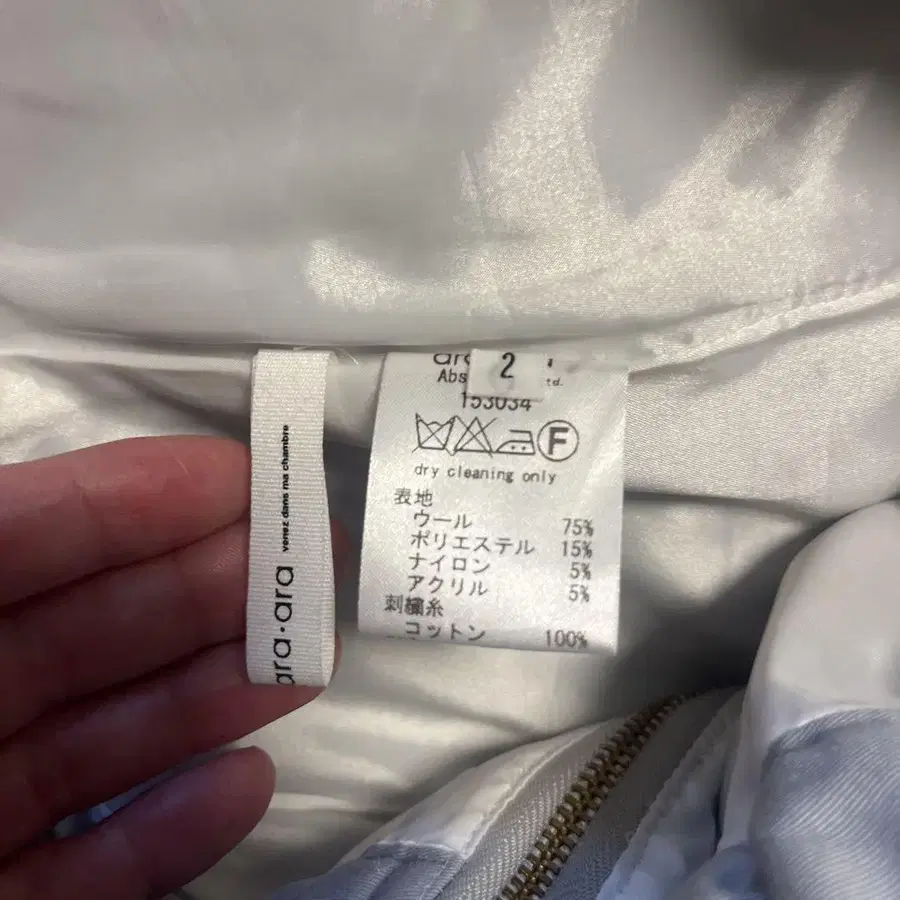 ara·ara
venez dans ma chambre
2
Abs
td.
153034
F
dry cleaning only
表地
ウール 75%
ポリエステル 15%
ナイロン 5%
アクリル 5%
刺繍糸
コットン 100%